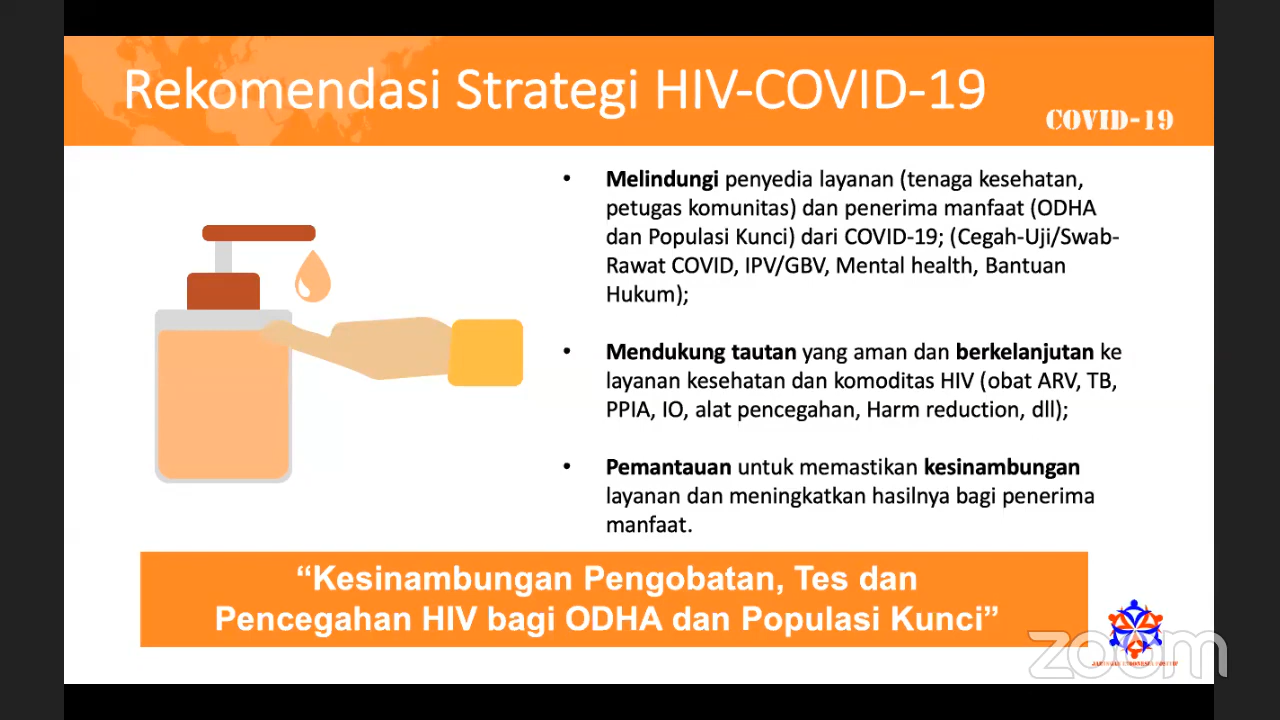 Rekomendasi Strategi HIV-COVID-19
COVID-19
• Melindungi penyedia layanan (tenaga kesehatan,
petugas komunitas) dan penerima manfaat (ODHA
dan Populasi Kunci) dari COVID-19; (Cegah-Uji/Swab-
Rawat COVID, IPV/GBV, Mental health, Bantuan
Hukum);
• Mendukung tautan yang aman dan berkelanjutan ke
layanan kesehatan dan komoditas HIV (obat ARV, TB,
PPIA, IO, alat pencegahan, Harm reduction, dll);
• Pemantauan untuk memastikan kesinambungan
layanan dan meningkatkan hasilnya bagi penerima
manfaat.
“Kesinambungan Pengobatan, Tes dan
Pencegahan HIV bagi ODHA dan Populasi Kunci”
zoom
JARINGAN INDONESIA POSITIF